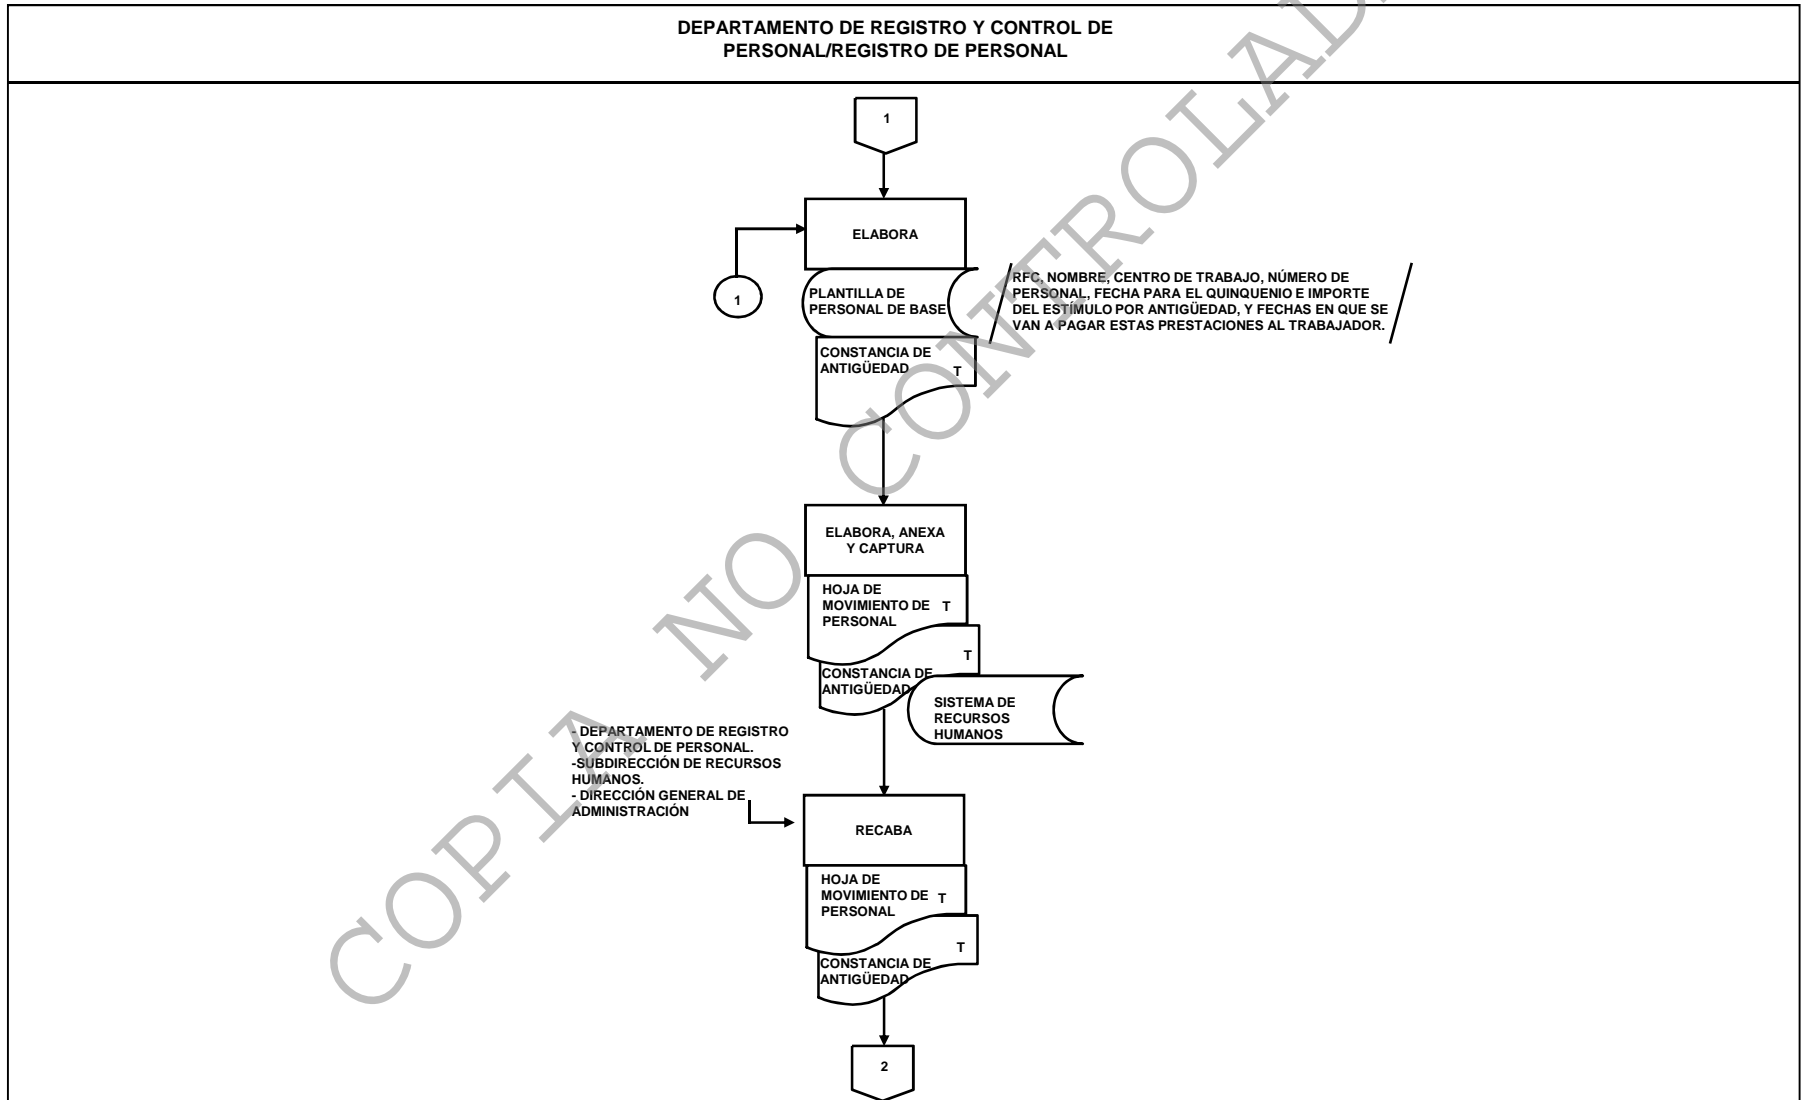 DEPARTAMENTO DE REGISTRO Y CONTROL DE
PERSONAL/REGISTRO DE PERSONAL
1
ELABORA
1
PLANTILLA DE
PERSONAL DE BASE
RFC, NOMBRE, CENTRO DE TRABAJO, NÚMERO DE
PERSONAL, FECHA PARA EL QUINQUENIO E IMPORTE
DEL ESTÍMULO POR ANTIGÜEDAD, Y FECHAS EN QUE SE
VAN A PAGAR ESTAS PRESTACIONES AL TRABAJADOR.
CONSTANCIA DE
ANTIGÜEDAD T
ELABORA, ANEXA
Y CAPTURA
HOJA DE
MOVIMIENTO DE T
PERSONAL
T
CONSTANCIA DE
ANTIGÜEDAD
SISTEMA DE
RECURSOS
HUMANOS
- DEPARTAMENTO DE REGISTRO
Y CONTROL DE PERSONAL.
-SUBDIRECCIÓN DE RECURSOS
HUMANOS.
- DIRECCIÓN GENERAL DE
ADMINISTRACIÓN
RECABA
HOJA DE
MOVIMIENTO DE T
PERSONAL
T
CONSTANCIA DE
ANTIGÜEDAD
2
COPIA NO CONTROLAD